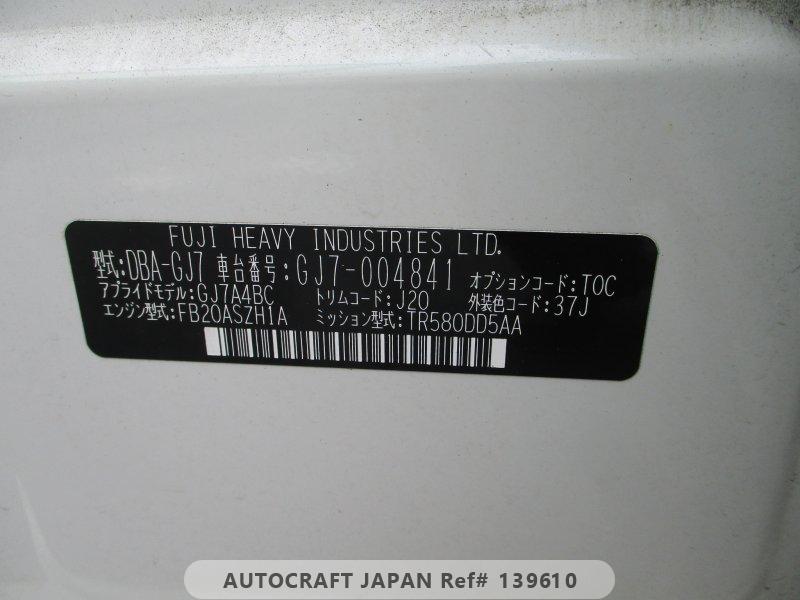 FUJI HEAVY INDUSTRIES LTD.
型式:DBA-GJ7 車台番号:GJ7-004841 オプションコード:TOC
アプライドモデル:GJ7A4BC トリムコード:J20 外装色コード:37J
エンジン型式:FB20ASZH1A ミッション型式:TR580DD5AA
AUTOCRAFT JAPAN Ref# 139610